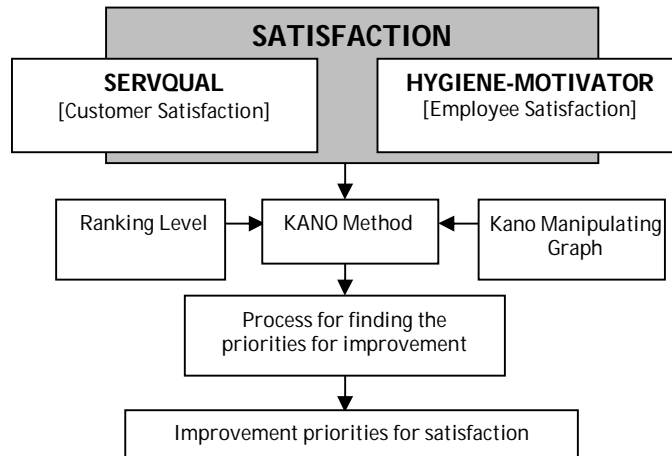 SATISFACTION
SERVQUAL
[Customer Satisfaction]
HYGIENE-MOTIVATOR
[Employee Satisfaction]
Ranking Level
KANO Method
Kano Manipulating
Graph
Process for finding the
priorities for improvement
Improvement priorities for satisfaction